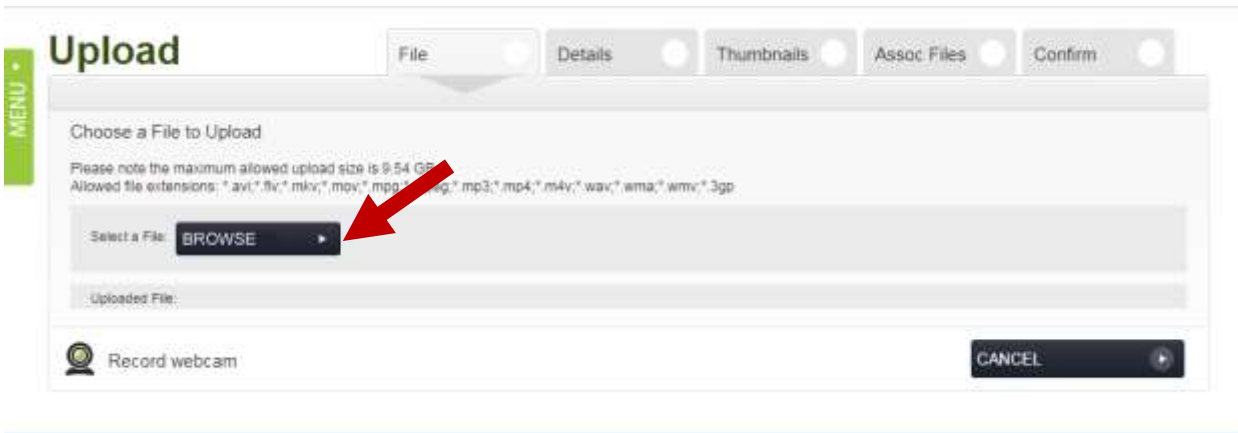 Upload
File
Details
Thumbnails
Assoc Files
Confirm
MENU
Choose a File to Upload
Please note the maximum allowed upload size is 9.54 GB
Allowed file extensions: *.avi;*.flv;*.mkv;*.mov;*.mpg;*.mp3;*.mp4;*.m4v;*.wav;*.wma;*.wmv;*.3gp
Select a File: BROWSE
Uploaded File:
Record webcam
CANCEL